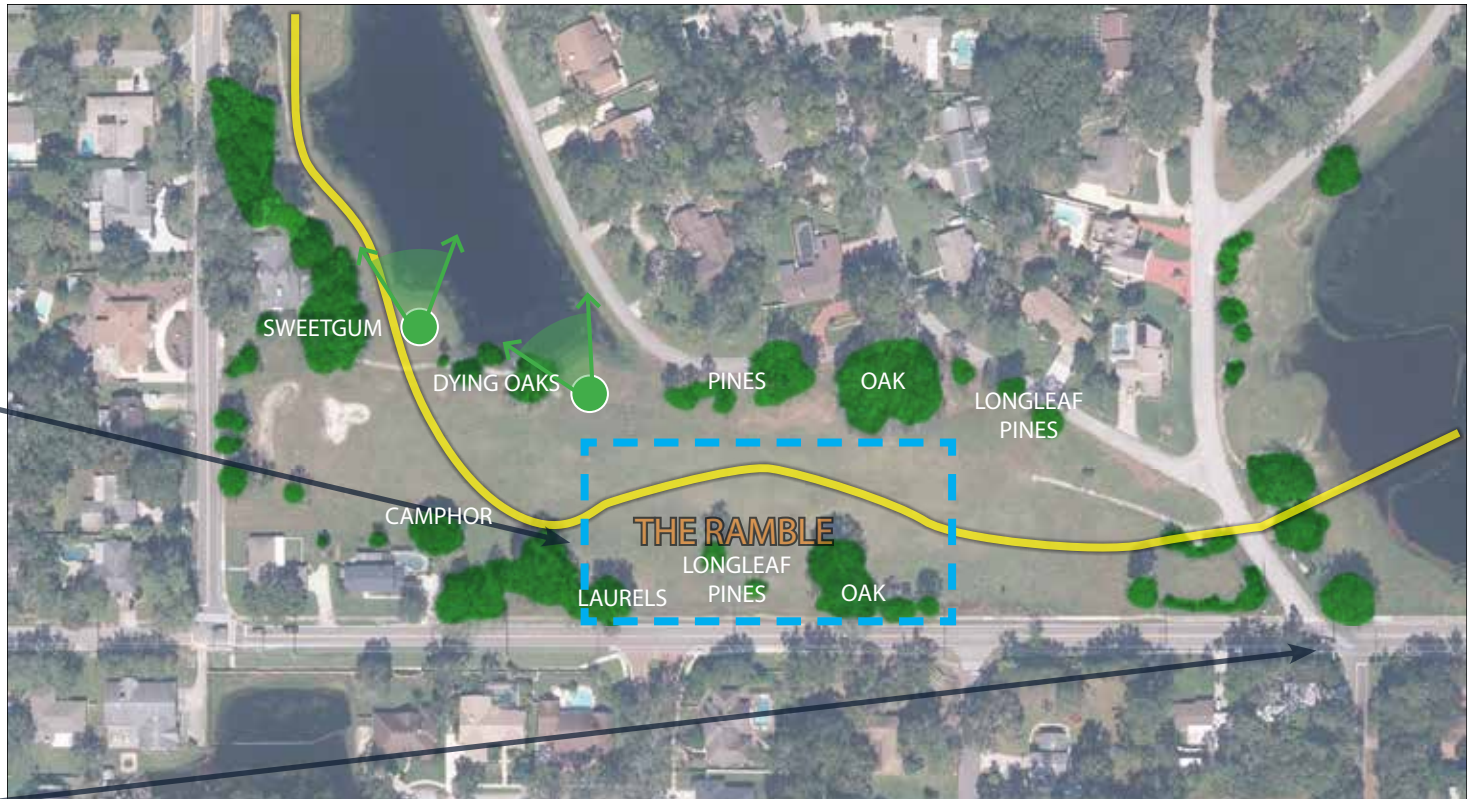 SWEETGUM
DYING OAKS
PINES
OAK
LONGLEAF
PINES
CAMPHOR
THE RAMBLE
LONGLEAF
PINES
LAURELS
OAK